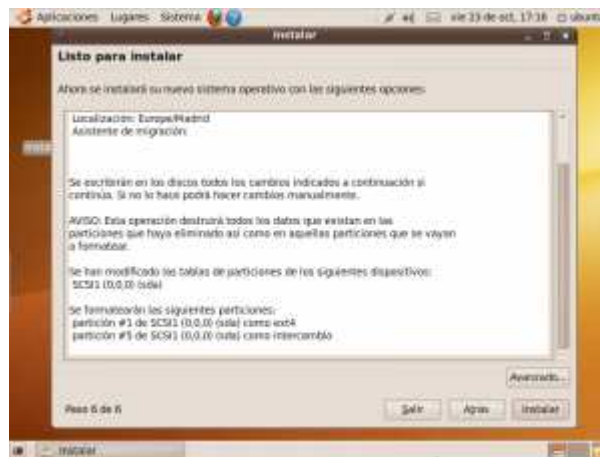 Aplicaciones Lugares Sistema
vie 23 de oct, 17:16
Instalar
Listo para instalar
Ahora se instalará su nuevo sistema operativo con las siguientes opciones:
Localización: Europe/Madrid
Asistente de migración:
Se escribirán en los discos todos los cambios indicados a continuación si
continúa. Si no lo hace podrá hacer cambios manualmente.
AVISO: Esta operación destruirá todos los datos que existan en las
particiones que haya eliminado así como en aquellas particiones que se vayan
a formatear.
Se han modificado las tablas de particiones de los siguientes dispositivos:
SCSI1 (0,0,0) (sda)
Se formatearán las siguientes particiones:
partición #1 de SCSI1 (0,0,0) (sda) como ext4
partición #5 de SCSI1 (0,0,0) (sda) como intercambio
Avanzado...
Paso 6 de 6
Salir Atrás Instalar
Instalar